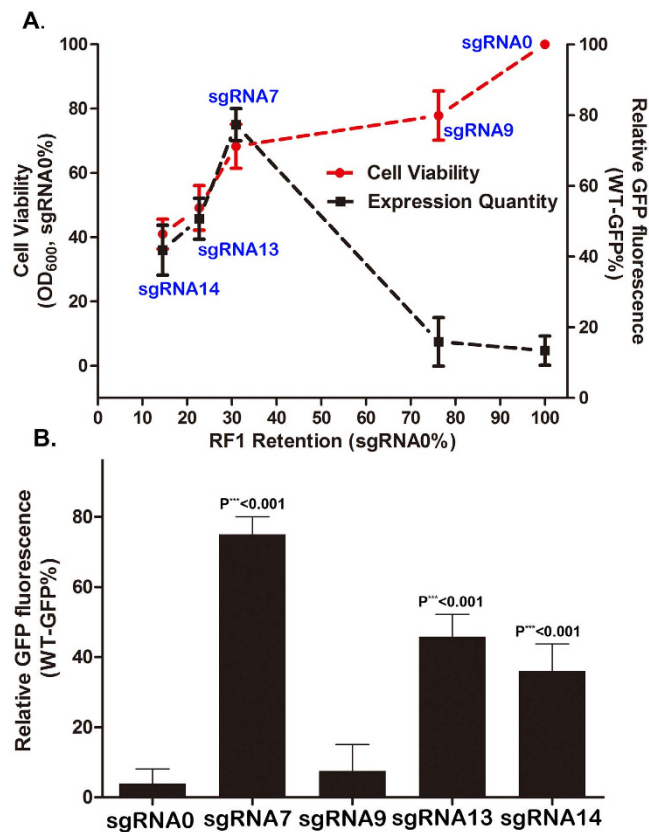 A.
Cell Viability
(OD600, sgRNA0%)
100
80
60
40
20
0
sgRNA0
sgRNA7
sgRNA9
Cell Viability
Expression Quantity
sgRNA13
sgRNA14
100
80
60
40
20
0
Relative GFP fluorescence
(WT-GFP%)
0 10 20 30 40 50 60 70 80 90 100
RF1 Retention (sgRNA0%)
B.
Relative GFP fluorescence
(WT-GFP%)
80
60
40
20
0
P***<0.001
P***<0.001
P***<0.001
sgRNA0 sgRNA7 sgRNA9 sgRNA13 sgRNA14